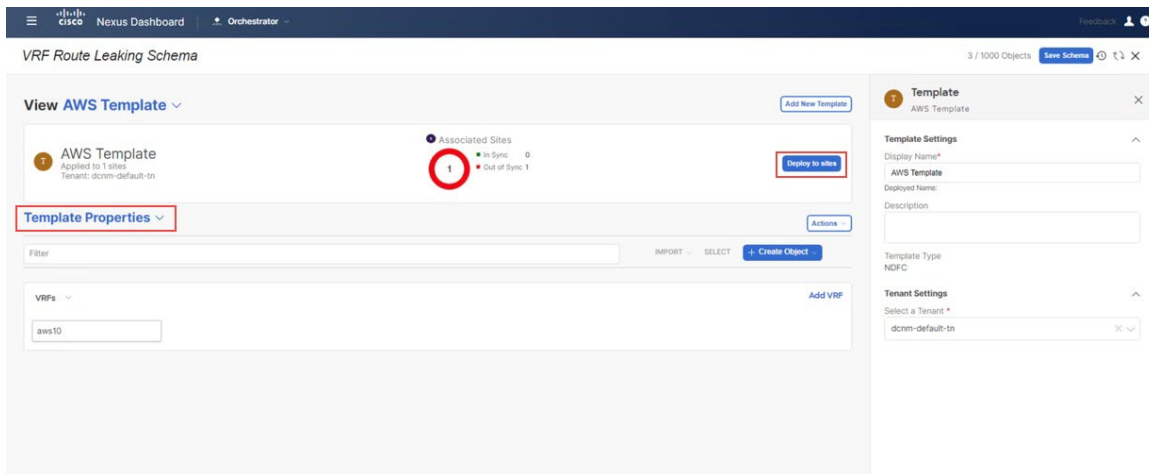 cisco Nexus Dashboard Orchestrator Feedback
VRF Route Leaking Schema 3 / 1000 Objects Save Schema
View AWS Template Add New Template
T AWS Template
Applied to 1 sites
Tenant: dcnm-default-tn
Associated Sites
1
In Sync 0
Out of Sync 1
Deploy to sites
Template Properties Actions
Filter IMPORT SELECT + Create Object
VRFs Add VRF
aws10
T Template
AWS Template
Template Settings
Display Name*
AWS Template
Deployed Name:
Description
Template Type
NDFC
Tenant Settings
Select a Tenant *
dcnm-default-tn